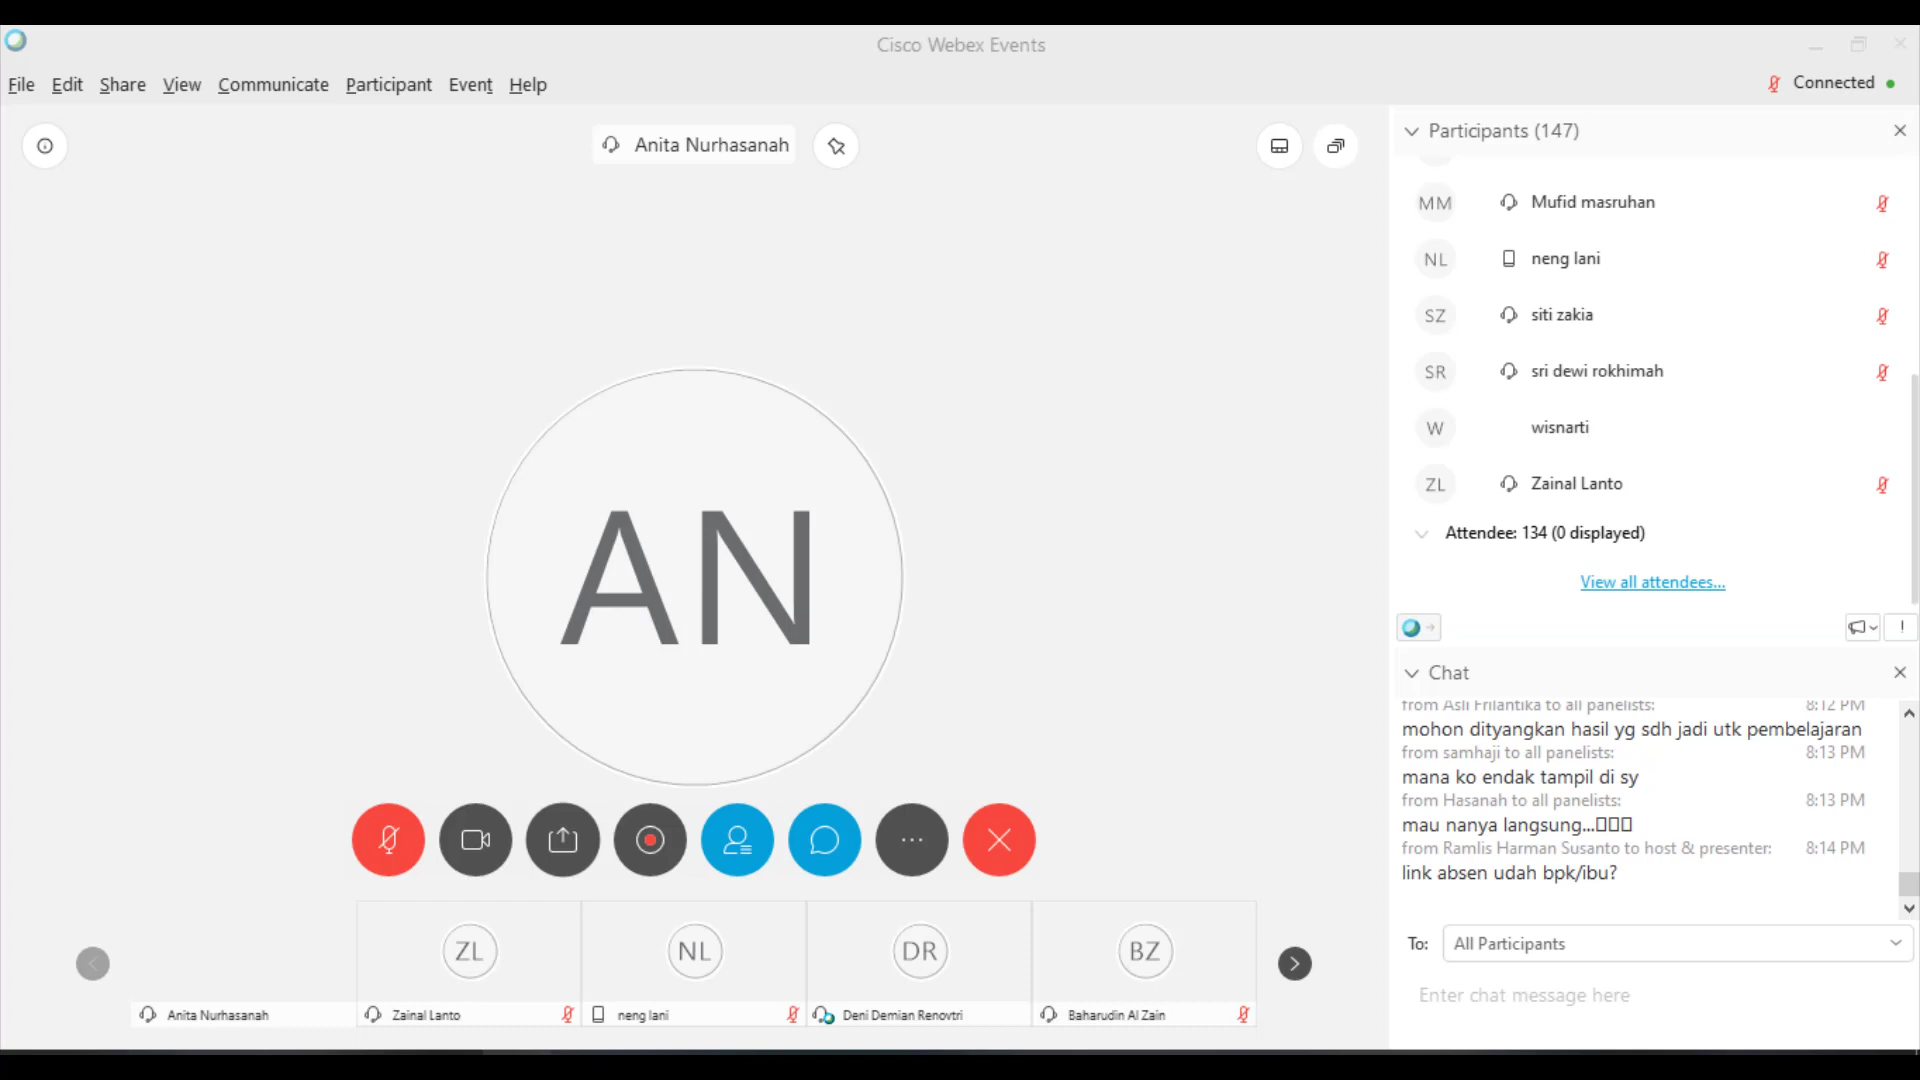 Cisco Webex Events
File Edit Share View Communicate Participant Event Help
Connected
Anita Nurhasanah
AN
ZL
NL
DR
BZ
Anita Nurhasanah
Zainal Lanto
neng lani
Deni Demian Renovtri
Baharudin Al Zain
Participants (147)
MM Mufid masruhan
NL neng lani
SZ siti zakia
SR sri dewi rokhimah
W wisnarti
ZL Zainal Lanto
Attendee: 134 (0 displayed)
View all attendees...
Chat
from Asli Frilantika to all panelists: 8:12 PM
mohon dityangkan hasil yg sdh jadi utk pembelajaran
from samhaji to all panelists: 8:13 PM
mana ko endak tampil di sy
from Hasanah to all panelists: 8:13 PM
mau nanya langsung...▯▯▯
from Ramlis Harman Susanto to host & presenter: 8:14 PM
link absen udah bpk/ibu?
To: All Participants
Enter chat message here